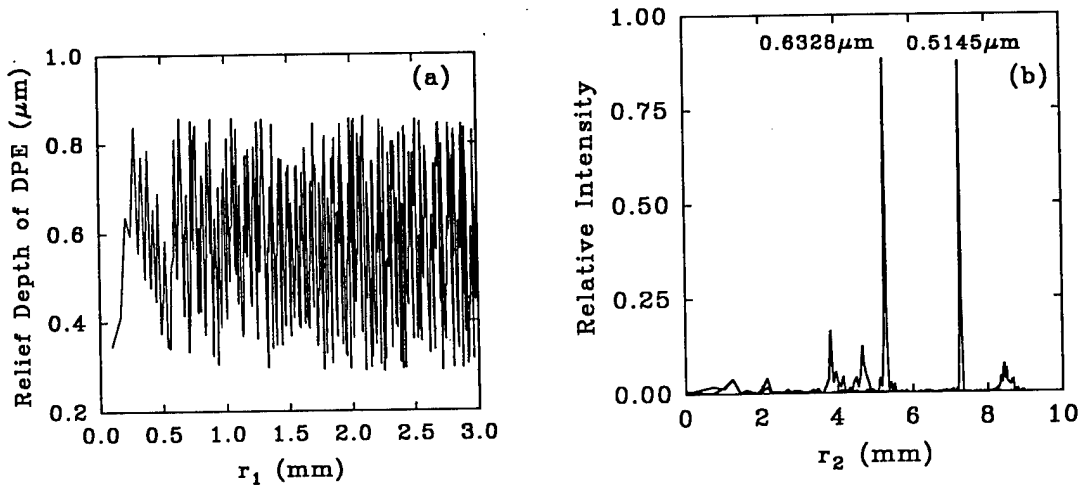 (a)
Relief Depth of DPE (μm)
1.0
0.8
0.6
0.4
0.2
0.0 0.5 1.0 1.5 2.0 2.5 3.0
r₁ (mm)
(b)
0.6328μm 0.5145μm
Relative Intensity
1.00
0.75
0.50
0.25
0.00
0 2 4 6 8 10
r₂ (mm)